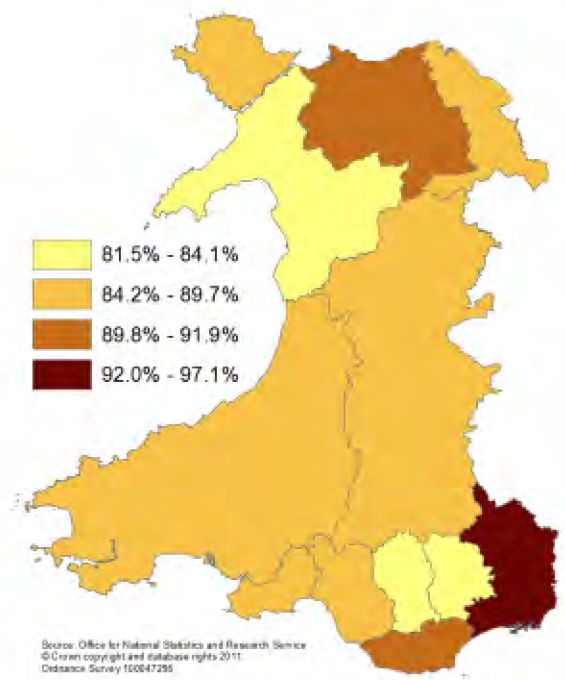 81.5% - 84.1%
84.2% - 89.7%
89.8% - 91.9%
92.0% - 97.1%
Source: Office for National Statistics and Research Service
© Crown copyright and database rights 2011
Ordnance Survey 100047295